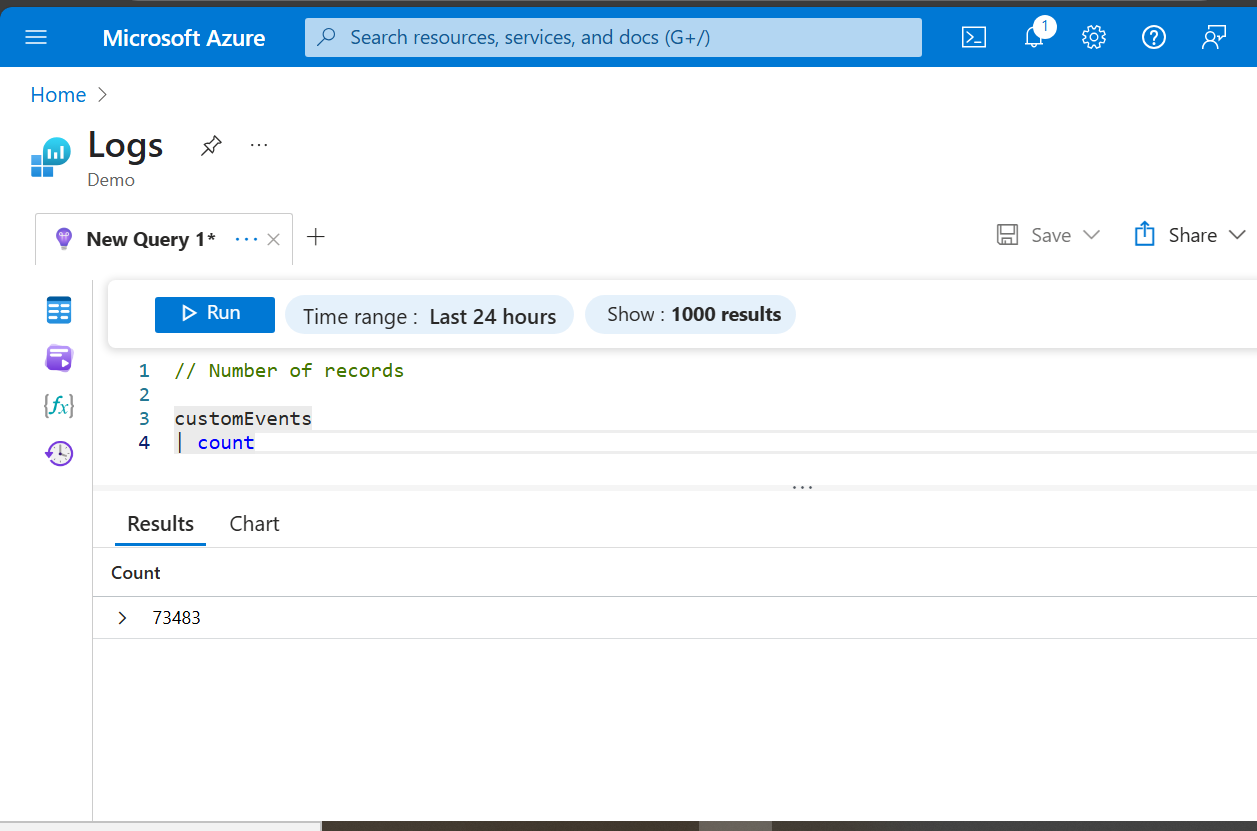 Microsoft Azure
Search resources, services, and docs (G+/)
1
Home
Logs
Demo
New Query 1*
Save
Share
Run
Time range : Last 24 hours
Show : 1000 results
1 // Number of records
2
3 customEvents
4 | count
Results
Chart
Count
73483